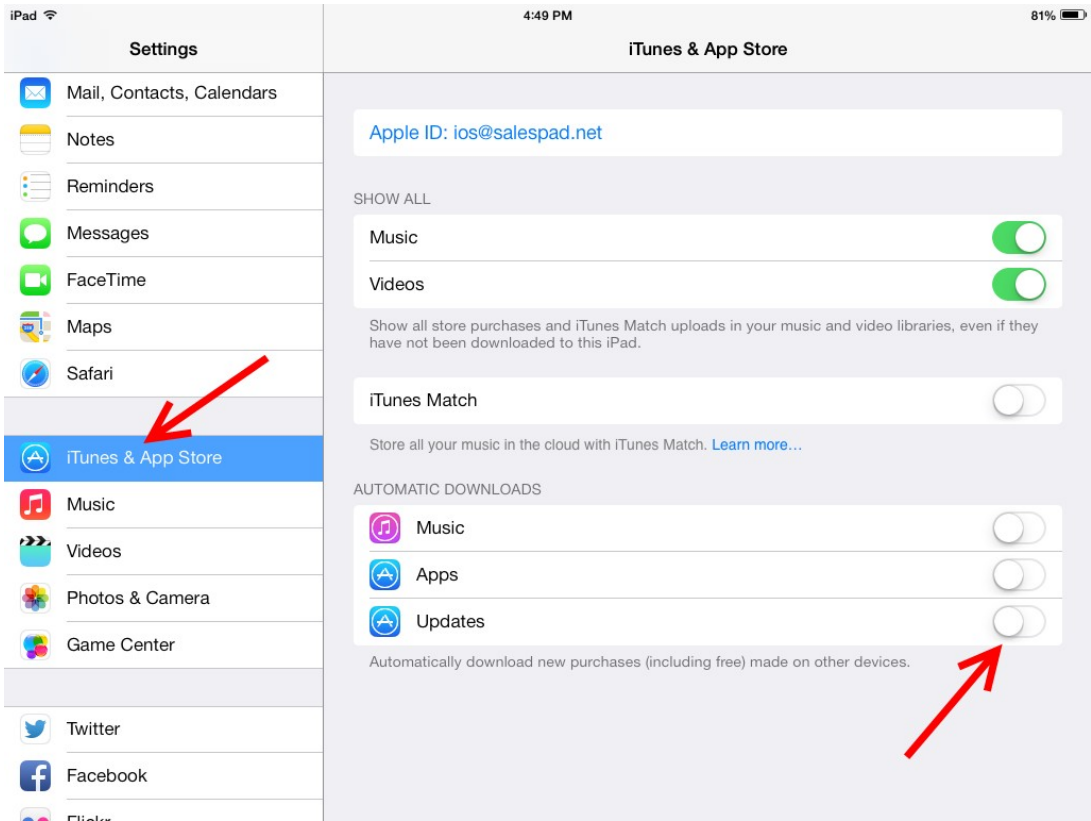 iPad
4:49 PM
81%
Settings
iTunes & App Store
Mail, Contacts, Calendars
Notes
Reminders
Messages
FaceTime
Maps
Safari
iTunes & App Store
Music
Videos
Photos & Camera
Game Center
Twitter
Facebook
Flickr
Apple ID: ios@salespad.net
SHOW ALL
Music
Videos
Show all store purchases and iTunes Match uploads in your music and video libraries, even if they
have not been downloaded to this iPad.
iTunes Match
Store all your music in the cloud with iTunes Match. Learn more...
AUTOMATIC DOWNLOADS
Music
Apps
Updates
Automatically download new purchases (including free) made on other devices.